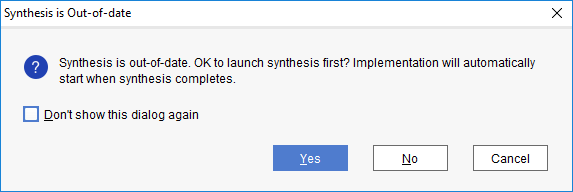 Synthesis is Out-of-date
Synthesis is out-of-date. OK to launch synthesis first? Implementation will automatically
start when synthesis completes.
Don't show this dialog again
Yes
No
Cancel